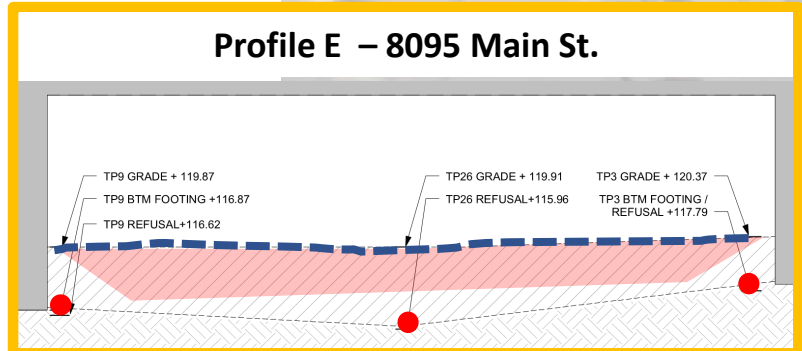 Profile E – 8095 Main St.
TP9 GRADE + 119.87
TP9 BTM FOOTING +116.87
TP9 REFUSAL+116.62
TP26 GRADE + 119.91
TP26 REFUSAL+115.96
TP3 GRADE + 120.37
TP3 BTM FOOTING /
REFUSAL +117.79